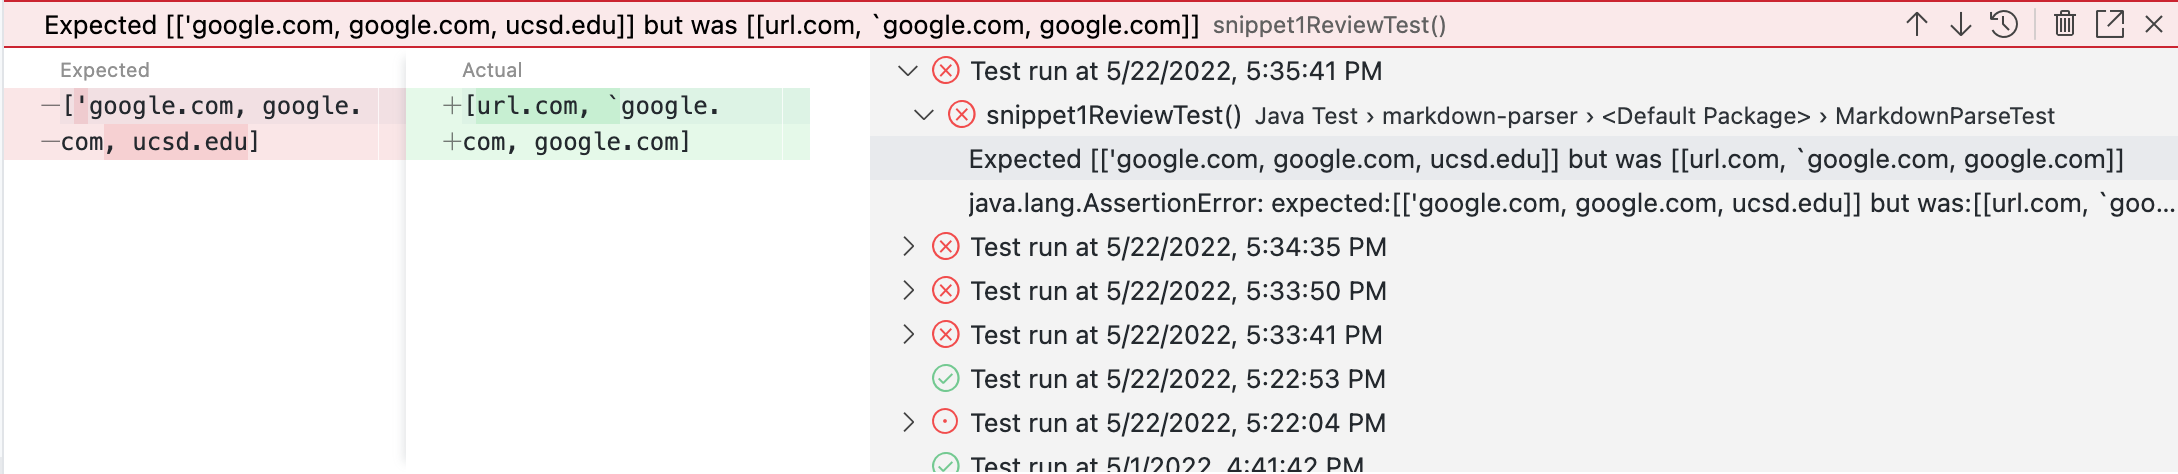 Expected [['google.com, google.com, ucsd.edu]] but was [[url.com, `google.com, google.com]] snippet1ReviewTest()
Expected
—['google.com, google.
—com, ucsd.edu]
Actual
+[url.com, `google.
+com, google.com]
Test run at 5/22/2022, 5:35:41 PM
snippet1ReviewTest() Java Test › markdown-parser › <Default Package> › MarkdownParseTest
Expected [['google.com, google.com, ucsd.edu]] but was [[url.com, `google.com, google.com]]
java.lang.AssertionError: expected:[['google.com, google.com, ucsd.edu]] but was:[[url.com, `goo...
Test run at 5/22/2022, 5:34:35 PM
Test run at 5/22/2022, 5:33:50 PM
Test run at 5/22/2022, 5:33:41 PM
Test run at 5/22/2022, 5:22:53 PM
Test run at 5/22/2022, 5:22:04 PM
Test run at 5/1/2022, 4:41:42 PM